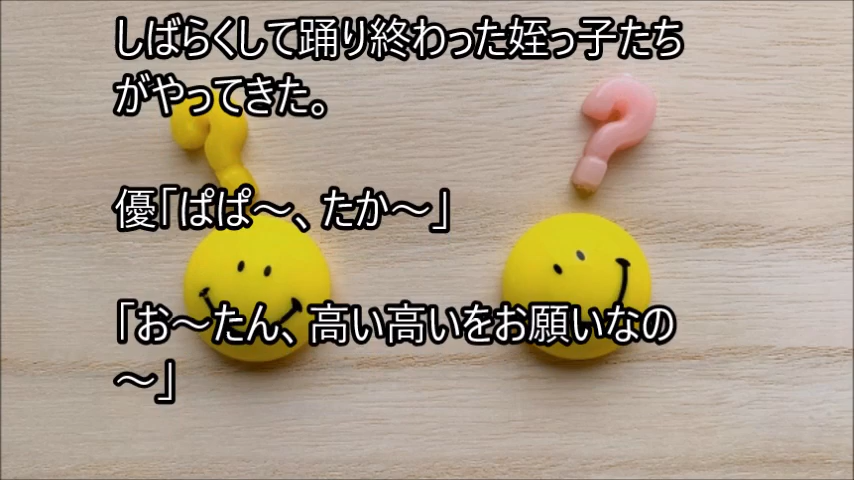 しばらくして踊り終わった姪っ子たち
がやってきた。
優「ぱぱ～、たか～」
「お～たん、高い高いをお願いなの
～」